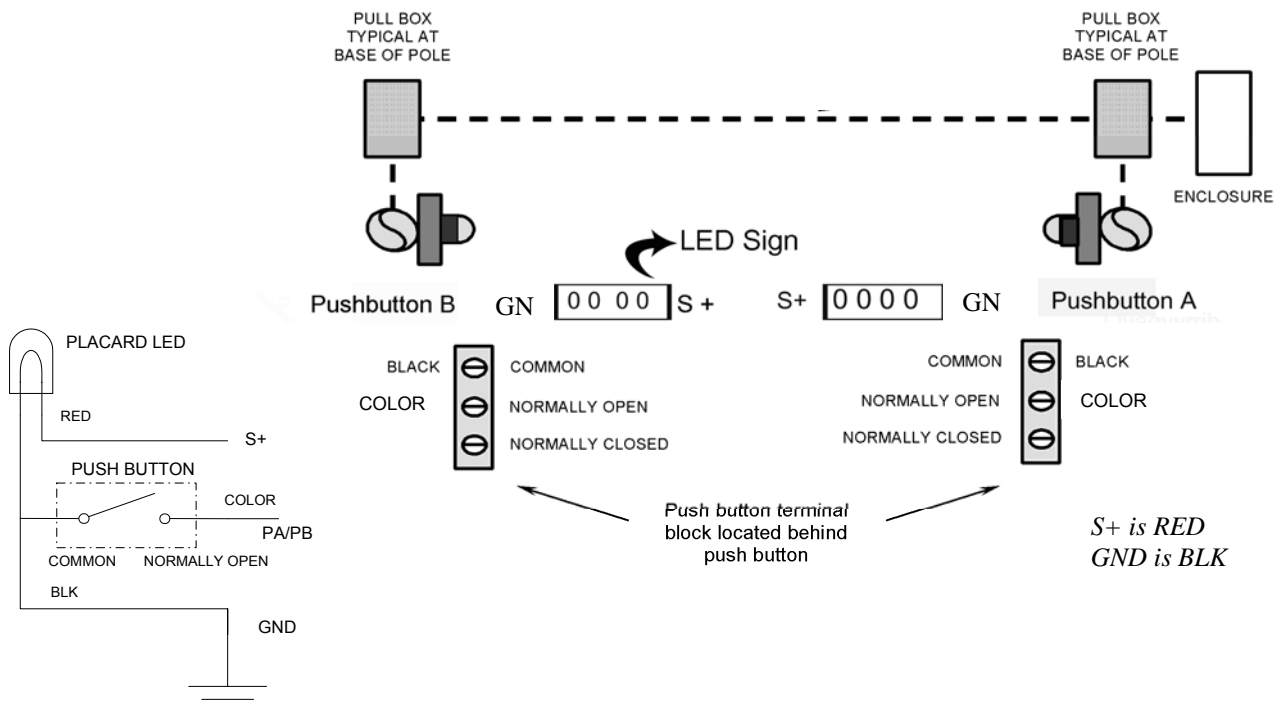 PULL BOX
TYPICAL AT
BASE OF POLE
PULL BOX
TYPICAL AT
BASE OF POLE
ENCLOSURE
LED Sign
Pushbutton B
GN
00 00
S +
S+
0000
GN
Pushbutton A
PLACARD LED
RED
S+
PUSH BUTTON
COLOR
PA/PB
COMMON
NORMALLY OPEN
BLK
GND
BLACK
COMMON
COLOR
NORMALLY OPEN
NORMALLY CLOSED
COMMON
BLACK
NORMALLY OPEN
COLOR
NORMALLY CLOSED
Push button terminal
block located behind
push button
S+ is RED
GND is BLK